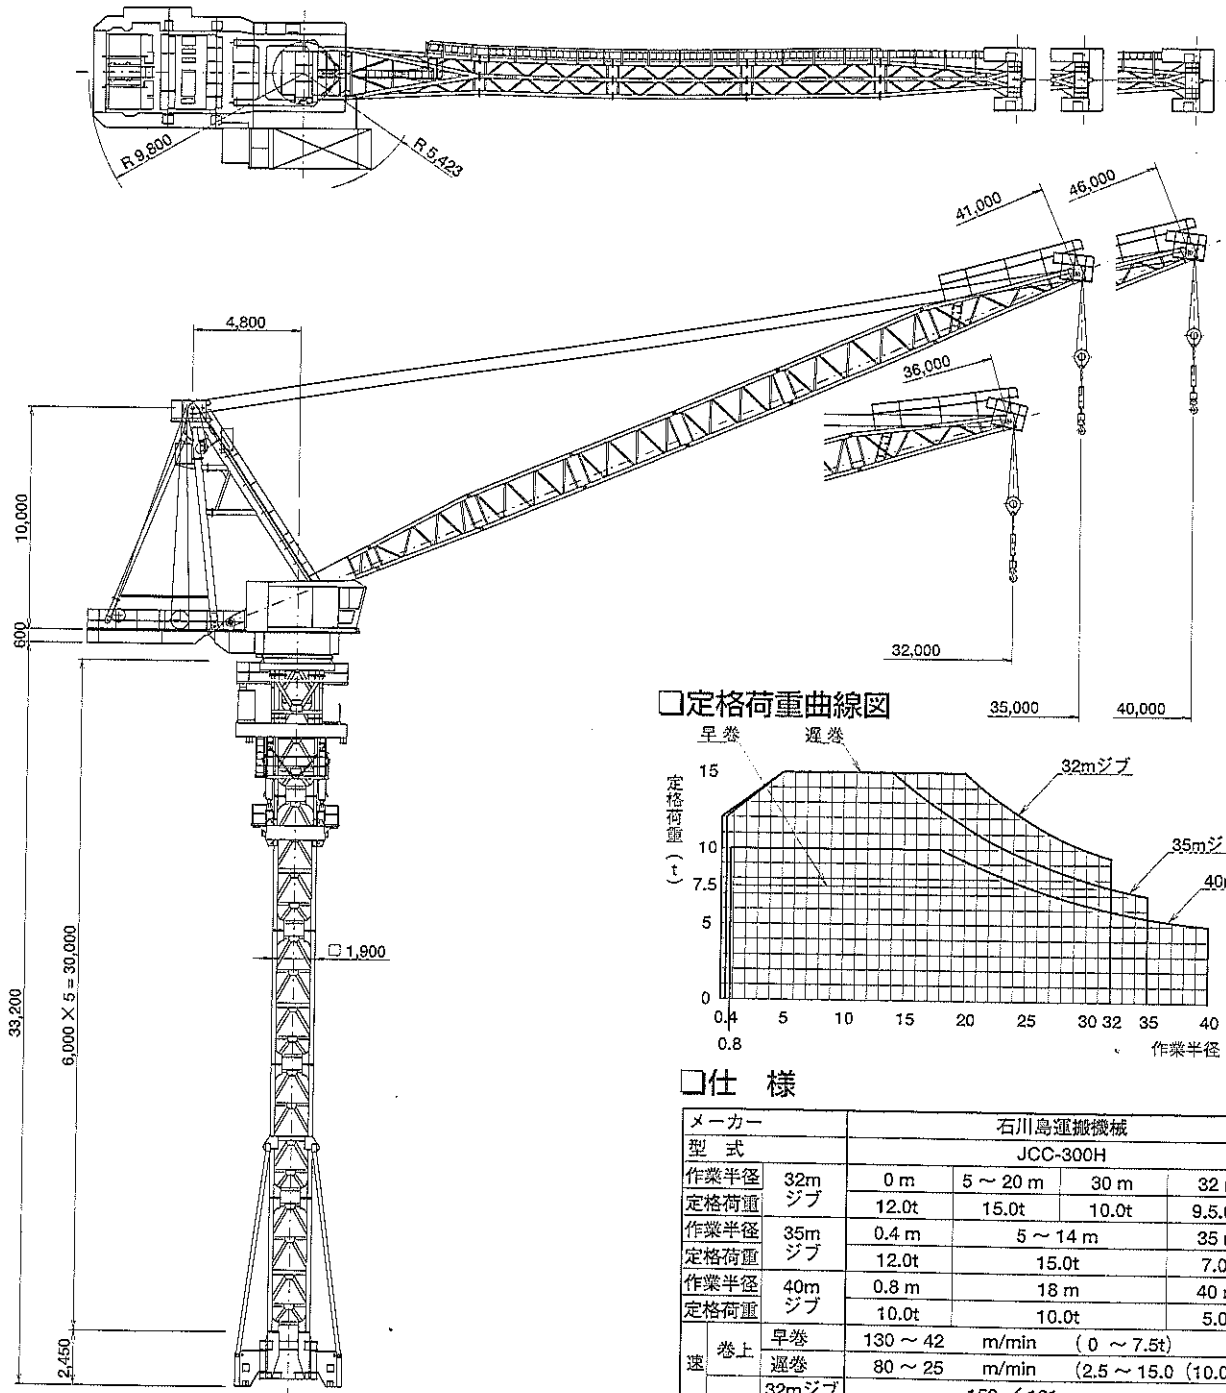 R 9,800
R 5,423
41,000
46,000
4,800
36,000
10,000
600
32,000
35,000
40,000
□定格荷重曲線図
早巻
遅巻
32mジブ
定格荷重(t)
15
10
7.5
5
0
35mジ
40m
0.4 5 10 15 20 25 30 32 35 40
0.8
作業半径
□ 1,900
33,200
6,000 × 5 = 30,000
2,450
□仕 様
メーカー 石川島運搬機械
型 式 JCC-300H
作業半径 32m ジブ 0 m 5 ~ 20 m 30 m 32
定格荷重 12.0t 15.0t 10.0t 9.5
作業半径 35m ジブ 0.4 m 5 ~ 14 m 35
定格荷重 12.0t 15.0t 7.0
作業半径 40m ジブ 0.8 m 18 m 40
定格荷重 10.0t 10.0t 5.0
速 巻上 早巻 130 ~ 42 m/min ( 0 ~ 7.5t)
遅巻 80 ~ 25 m/min (2.5 ~ 15.0 (10.0
32mジブ